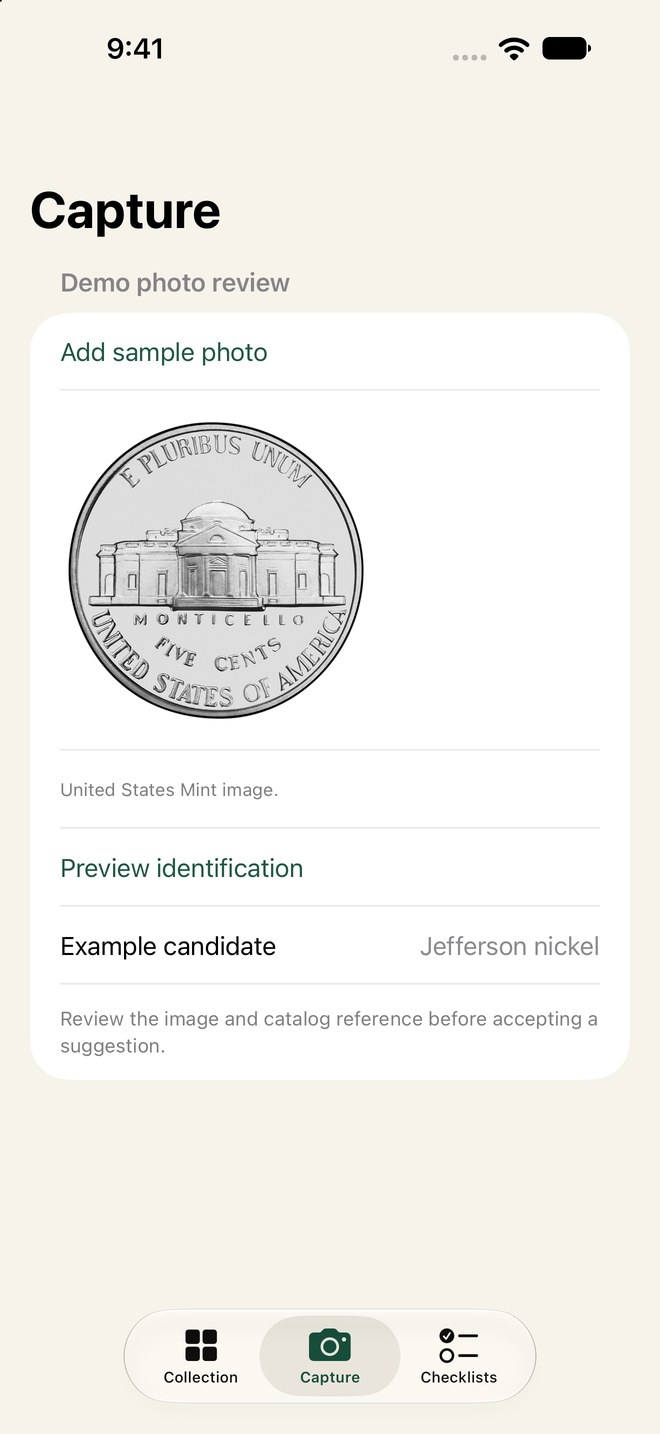 9:41
Capture
Demo photo review
Add sample photo
E PLURIBUS UNUM
MONTICELLO
FIVE CENTS
UNITED STATES OF AMERICA
United States Mint image.
Preview identification
Example candidate Jefferson nickel
Review the image and catalog reference before accepting a
suggestion.
Collection Capture Checklists